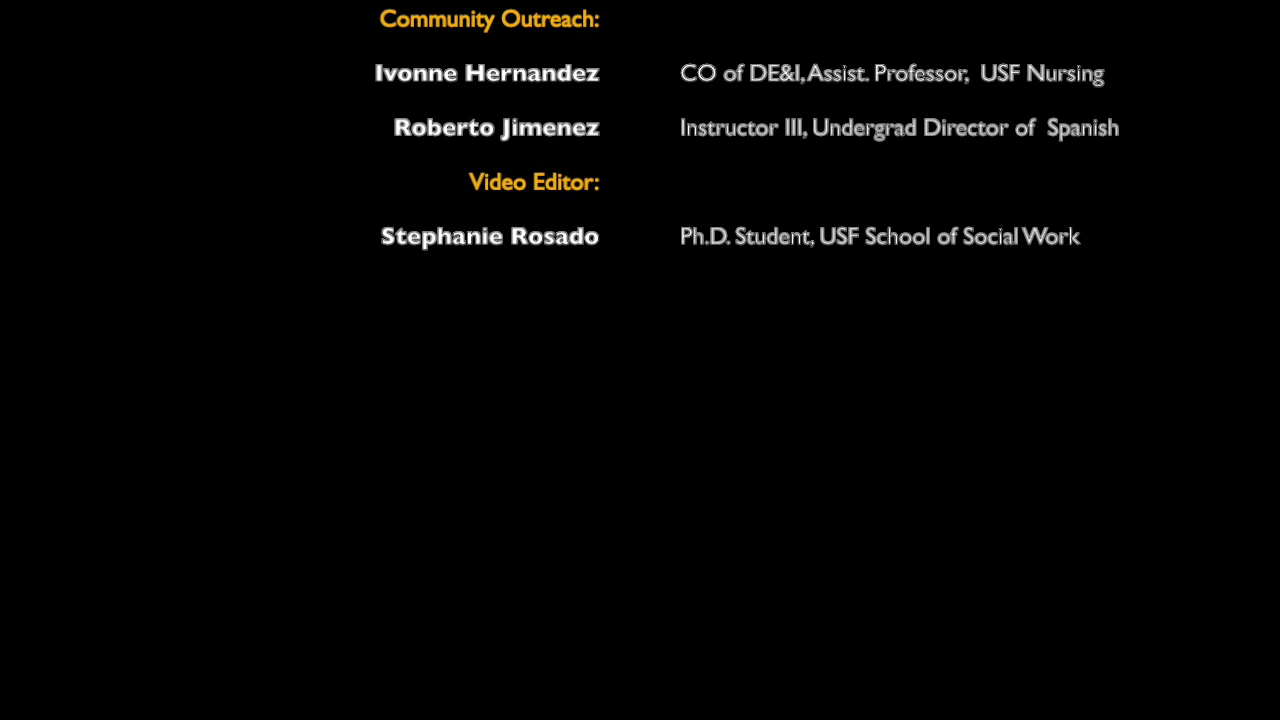 Community Outreach:
Ivonne Hernandez CO of DE&I, Assist. Professor, USF Nursing
Roberto Jimenez Instructor III, Undergrad Director of Spanish
Video Editor:
Stephanie Rosado Ph.D. Student, USF School of Social Work